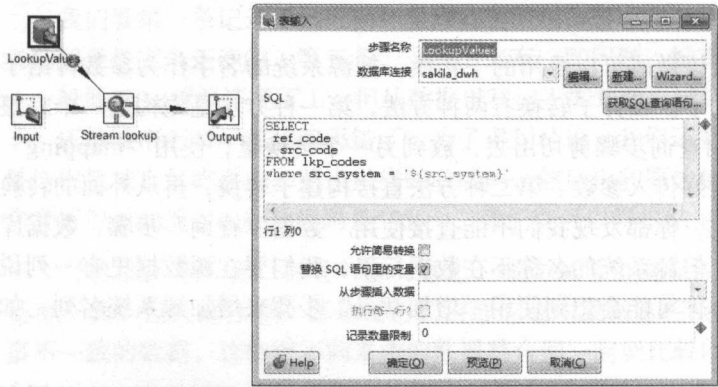 LookupValues
Input
Stream lookup
Output
表输入
步骤名称 LookupValues
数据库连接 sakila_dwh 编辑... 新建... Wizard...
SQL 获取SQL查询语句...
SELECT
ref_code
, src_code
FROM lkp_codes
where src_system = '${src_system}'
行1 列0
允许简易转换
替换 SQL 语句里的变量
从步骤插入数据
执行每一行?
记录数量限制 0
Help 确定(O) 预览(P) 取消(C)